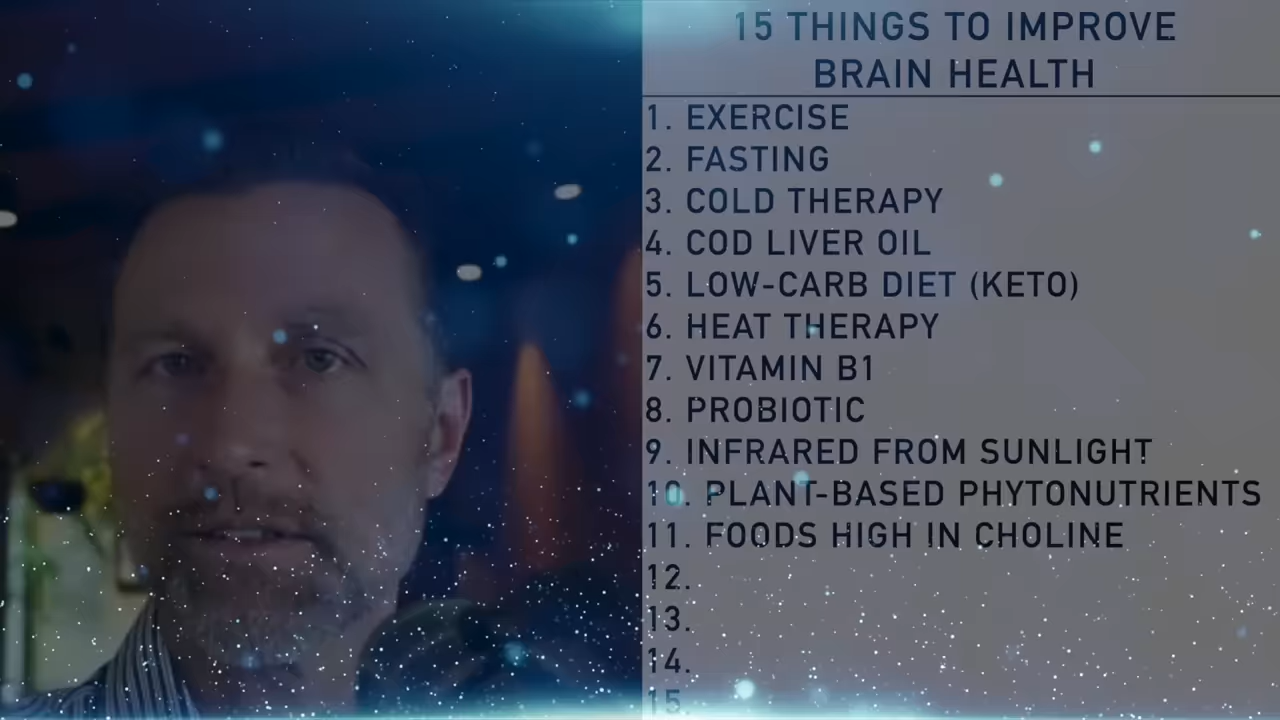 15 THINGS TO IMPROVE
BRAIN HEALTH
1. EXERCISE
2. FASTING
3. COLD THERAPY
4. COD LIVER OIL
5. LOW-CARB DIET (KETO)
6. HEAT THERAPY
7. VITAMIN B1
8. PROBIOTIC
9. INFRARED FROM SUNLIGHT
10. PLANT-BASED PHYTONUTRIENTS
11. FOODS HIGH IN CHOLINE
12.
13.
14.
15.